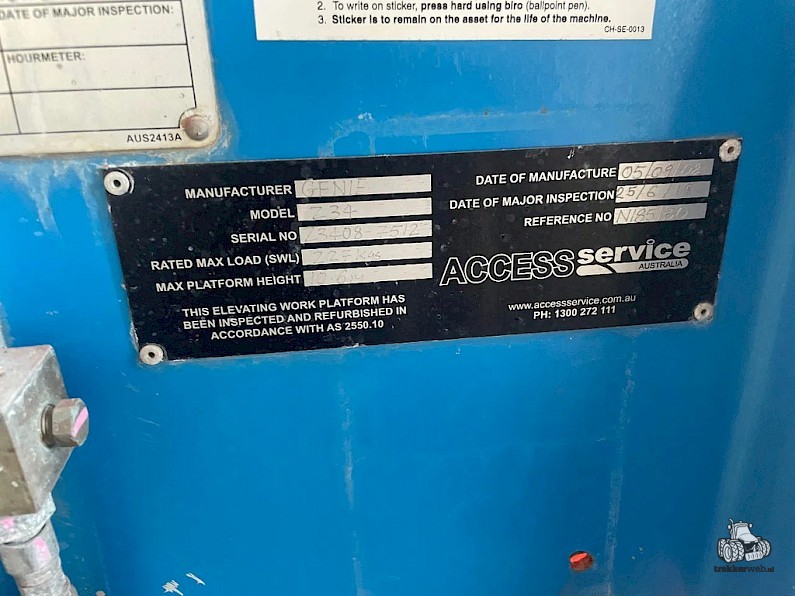 DATE OF MAJOR INSPECTION:
HOURMETER:
AUS2413A
2. To write on sticker, press hard using biro (ballpoint pen).
3. Sticker is to remain on the asset for the life of the machine.
CH-SE-0013
MANUFACTURER GENIE
MODEL Z34
SERIAL NO
RATED MAX LOAD (SWL)
MAX PLATFORM HEIGHT
THIS ELEVATING WORK PLATFORM HAS
BEEN INSPECTED AND REFURBISHED IN
ACCORDANCE WITH AS 2550.10
DATE OF MANUFACTURE
DATE OF MAJOR INSPECTION
REFERENCE NO
ACCESS service
AUSTRALIA
www.accessservice.com.au
PH: 1300 272 111
trekkerweb.nl